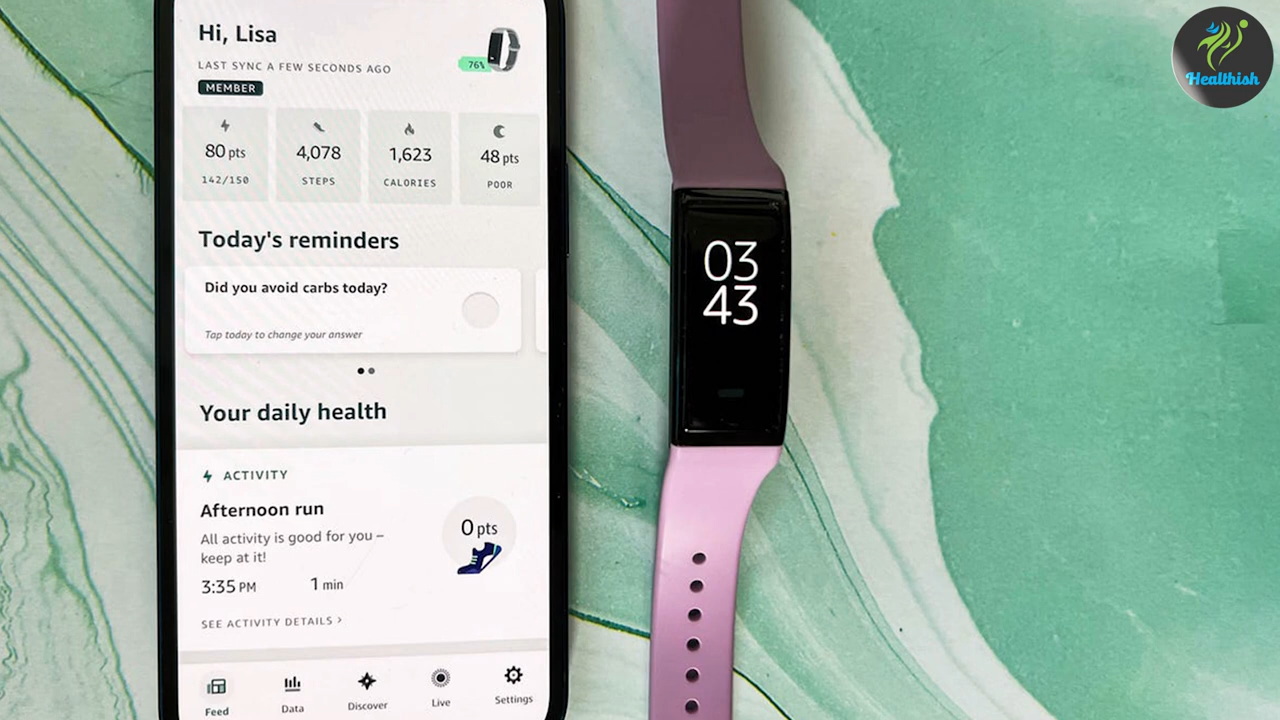 Hi, Lisa
76%
LAST SYNC A FEW SECONDS AGO
MEMBER
80 pts
142/150
4,078
STEPS
1,623
CALORIES
48 pts
POOR
Today's reminders
Did you avoid carbs today?
Tap today to change your answer
Your daily health
ACTIVITY
Afternoon run
All activity is good for you –
keep at it!
0 pts
3:35 PM 1 min
SEE ACTIVITY DETAILS >
Feed
Data
Discover
Live
Settings
03
43
Healthish